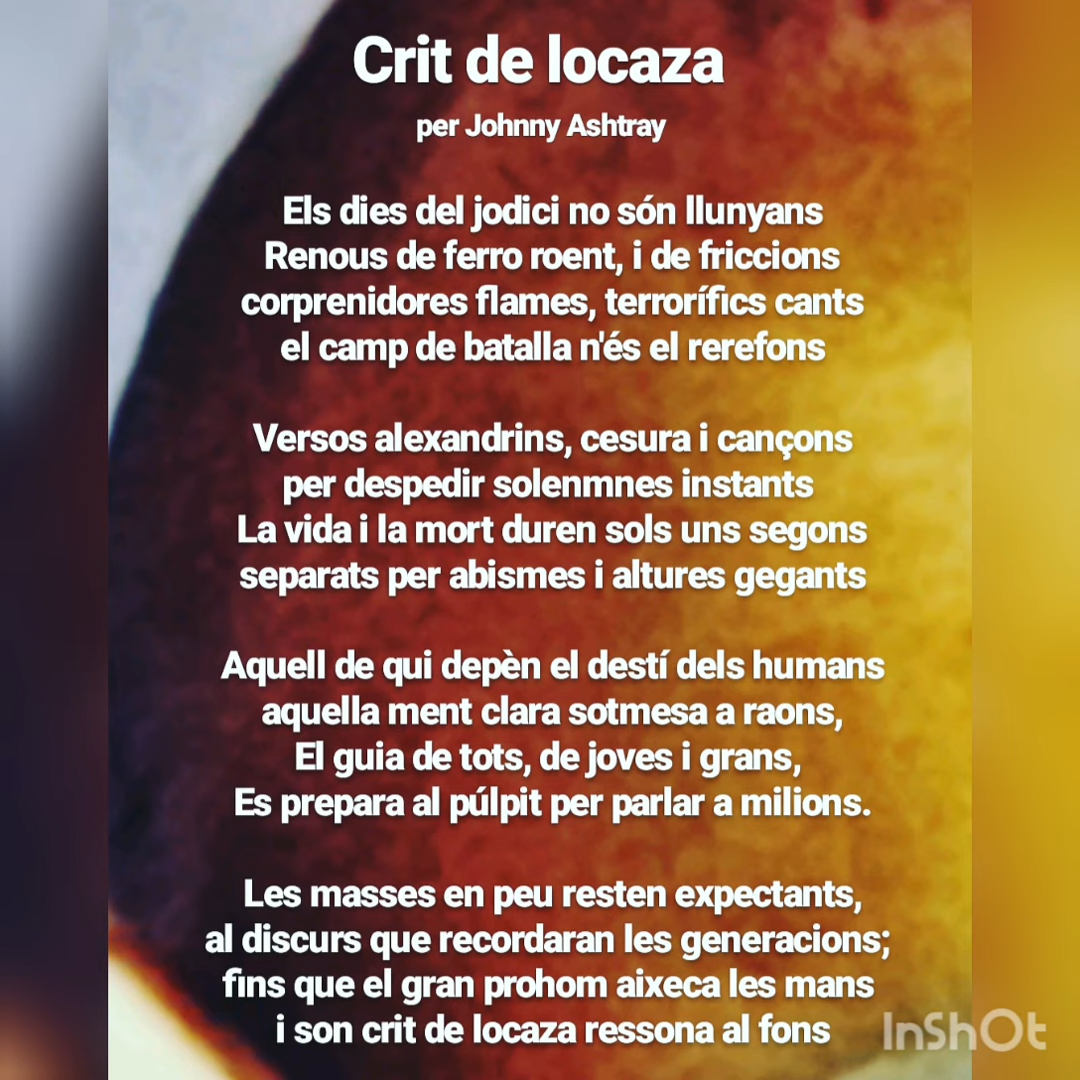 Crit de locaza
per Johnny Ashtray
Els dies del jodici no són llunyans
Renous de ferro roent, i de friccions
corprenidores flames, terrorífics cants
el camp de batalla n'és el rerefons
Versos alexandrins, cesura i cançons
per despedir solenmnes instants
La vida i la mort duren sols uns segons
separats per abismes i altures gegants
Aquell de qui depèn el destí dels humans
aquella ment clara sotmesa a raons,
El guia de tots, de joves i grans,
Es prepara al púlpit per parlar a milions.
Les masses en peu resten expectants,
al discurs que recordaran les generacions;
fins que el gran prohom aixeca les mans
i son crit de locaza ressona al fons
InShOt